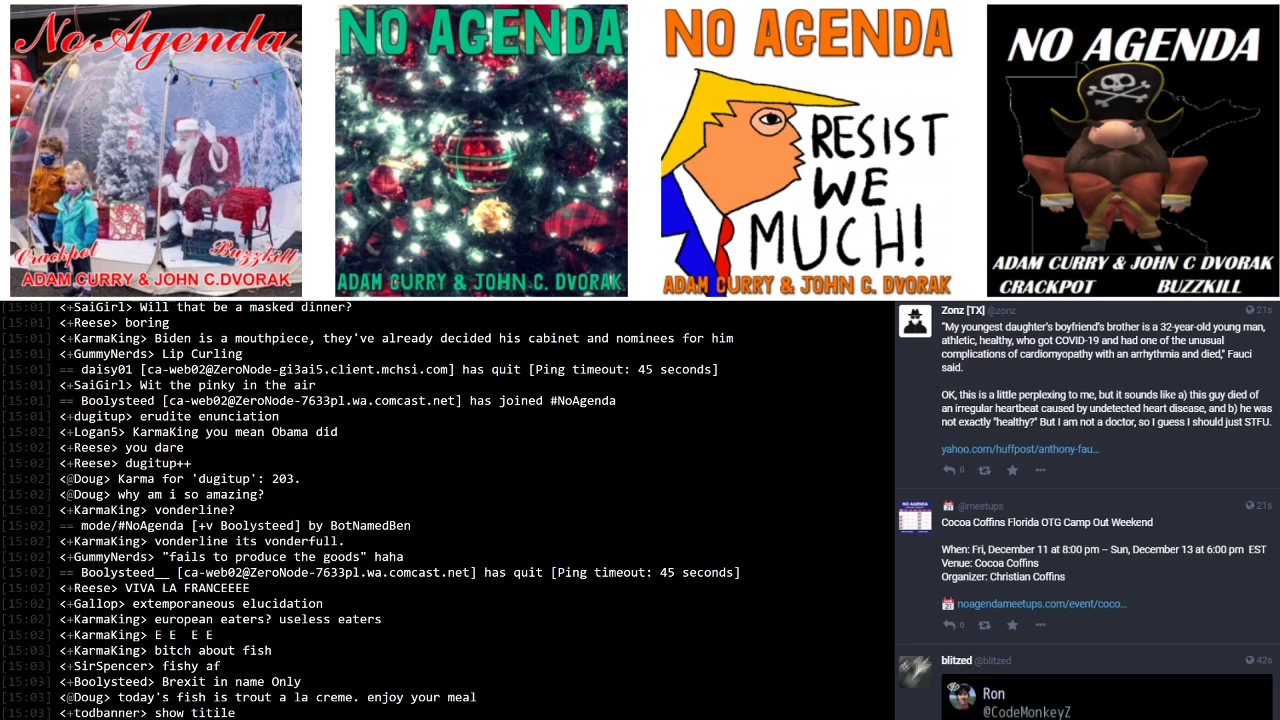 No Agenda
Crackpot
Buzzkill
ADAM CURRY & JOHN C.DVORAK
NO AGENDA
ADAM CURRY & JOHN C. DVORAK
NO AGENDA
RESIST
WE
MUCH!
ADAM CURRY & JOHN C. DVORAK
NO AGENDA
ADAM CURRY & JOHN C DVORAK
CRACKPOT BUZZKILL
[15:01] <+SaiGirl> Will that be a masked dinner?
[15:01] <+Reese> boring
[15:01] <+KarmaKing> Biden is a mouthpiece, they've already decided his cabinet and nominees for him
[15:01] <+GummyNerds> Lip Curling
[15:01] == daisy01 [ca-web02@ZeroNode-gi3ai5.client.mchsi.com] has quit [Ping timeout: 45 seconds]
[15:01] <+SaiGirl> Wit the pinky in the air
[15:01] == Boolysteed [ca-web02@ZeroNode-7633pl.wa.comcast.net] has joined #NoAgenda
[15:01] <+dugitup> erudite enunciation
[15:02] <+Logan5> KarmaKing you mean Obama did
[15:02] <+Reese> you dare
[15:02] <+Reese> dugitup++
[15:02] <@Doug> Karma for 'dugitup': 203.
[15:02] <@Doug> why am i so amazing?
[15:02] <+KarmaKing> vonderline?
[15:02] == mode/#NoAgenda [+v Boolysteed] by BotNamedBen
[15:02] <+KarmaKing> vonderline its vonderfull.
[15:02] <+GummyNerds> "fails to produce the goods" haha
[15:02] == Boolysteed__ [ca-web02@ZeroNode-7633pl.wa.comcast.net] has quit [Ping timeout: 45 seconds]
[15:02] <+Reese> VIVA LA FRANCEEEE
[15:02] <+Gallop> extemporaneous elucidation
[15:02] <+KarmaKing> european eaters? useless eaters
[15:02] <+KarmaKing> E E  E E
[15:03] <+KarmaKing> bitch about fish
[15:03] <+SirSpencer> fishy af
[15:03] <+Boolysteed> Brexit in name Only
[15:03] <@Doug> today's fish is trout a la creme. enjoy your meal
[15:03] <+todbanner> show titile
Zonz [TX] @zonz 21s
"My youngest daughter's boyfriend's brother is a 32-year-old young man,
athletic, healthy, who got COVID-19 and had one of the unusual
complications of cardiomyopathy with an arrhythmia and died," Fauci
said.
OK, this is a little perplexing to me, but it sounds like a) this guy died of
an irregular heartbeat caused by undetected heart disease, and b) he was
not exactly "healthy?" But I am not a doctor, so I guess I should just STFU.
yahoo.com/huffpost/anthony-fau...
0
@meetups 21s
Cocoa Coffins Florida OTG Camp Out Weekend
When: Fri, December 11 at 8:00 pm – Sun, December 13 at 6:00 pm EST
Venue: Cocoa Coffins
Organizer: Christian Coffins
noagendameetups.com/event/coco...
0
blitzed @blitzed 42s
Ron
@CodeMonkeyZ